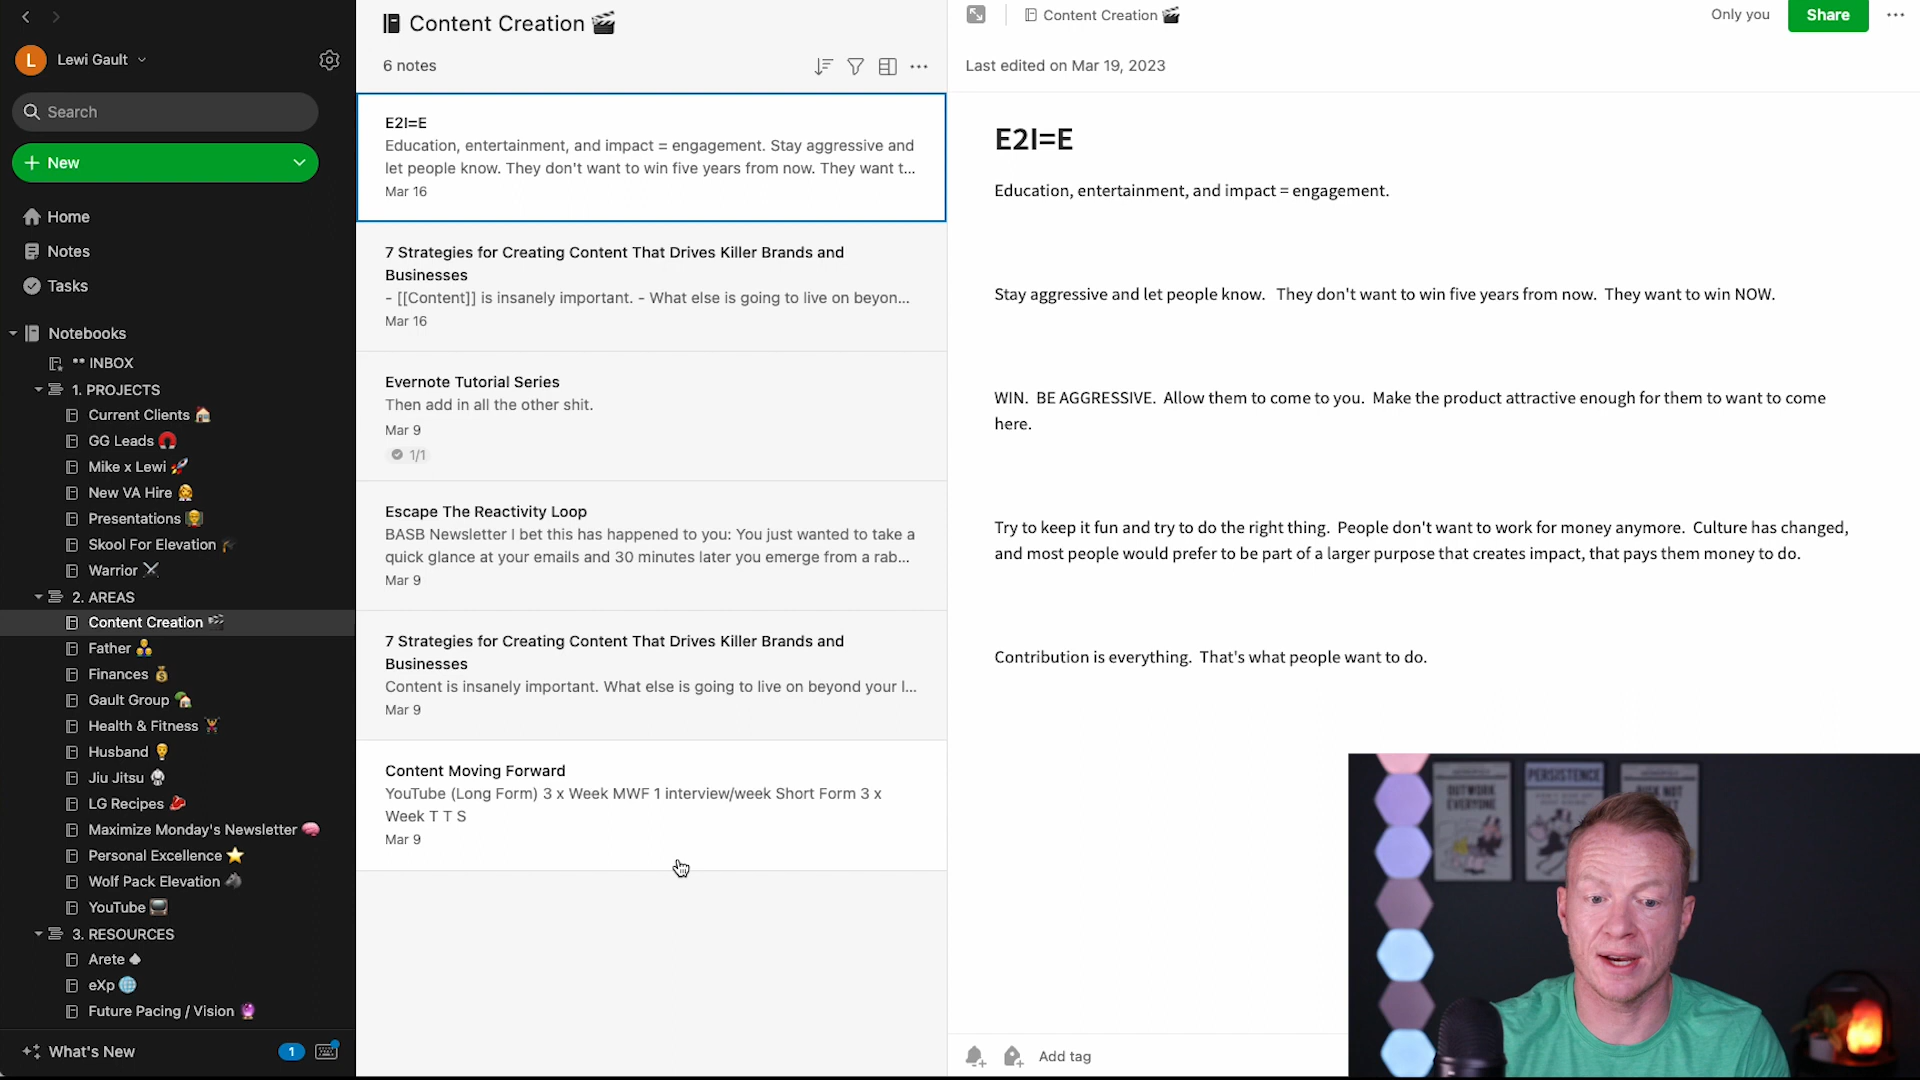 Lewi Gault
Search
New
Home
Notes
Tasks
Notebooks
** INBOX
1. PROJECTS
Current Clients
GG Leads
Mike x Lewi
New VA Hire
Presentations
Skool For Elevation
Warrior
2. AREAS
Content Creation
Father
Finances
Gault Group
Health & Fitness
Husband
Jiu Jitsu
LG Recipes
Maximize Monday's Newsletter
Personal Excellence
Wolf Pack Elevation
YouTube
3. RESOURCES
Arete
eXp
Future Pacing / Vision
What's New
1
Content Creation
6 notes
E2I=E
Education, entertainment, and impact = engagement. Stay aggressive and
let people know. They don't want to win five years from now. They want t...
Mar 16
7 Strategies for Creating Content That Drives Killer Brands and
Businesses
- [[Content]] is insanely important. - What else is going to live on beyon...
Mar 16
Evernote Tutorial Series
Then add in all the other shit.
Mar 9
1/1
Escape The Reactivity Loop
BASB Newsletter I bet this has happened to you: You just wanted to take a
quick glance at your emails and 30 minutes later you emerge from a rab...
Mar 9
7 Strategies for Creating Content That Drives Killer Brands and
Businesses
Content is insanely important. What else is going to live on beyond your l...
Mar 9
Content Moving Forward
YouTube (Long Form) 3 x Week MWF 1 interview/week Short Form 3 x
Week T T S
Mar 9
Content Creation
Only you
Share
Last edited on Mar 19, 2023
E2I=E
Education, entertainment, and impact = engagement.
Stay aggressive and let people know. They don't want to win five years from now. They want to win NOW.
WIN. BE AGGRESSIVE. Allow them to come to you. Make the product attractive enough for them to want to come
here.
Try to keep it fun and try to do the right thing. People don't want to work for money anymore. Culture has changed,
and most people would prefer to be part of a larger purpose that creates impact, that pays them money to do.
Contribution is everything. That's what people want to do.
Add tag
OUTWORK
EVERYONE
PERSISTENCE
RISK NOT